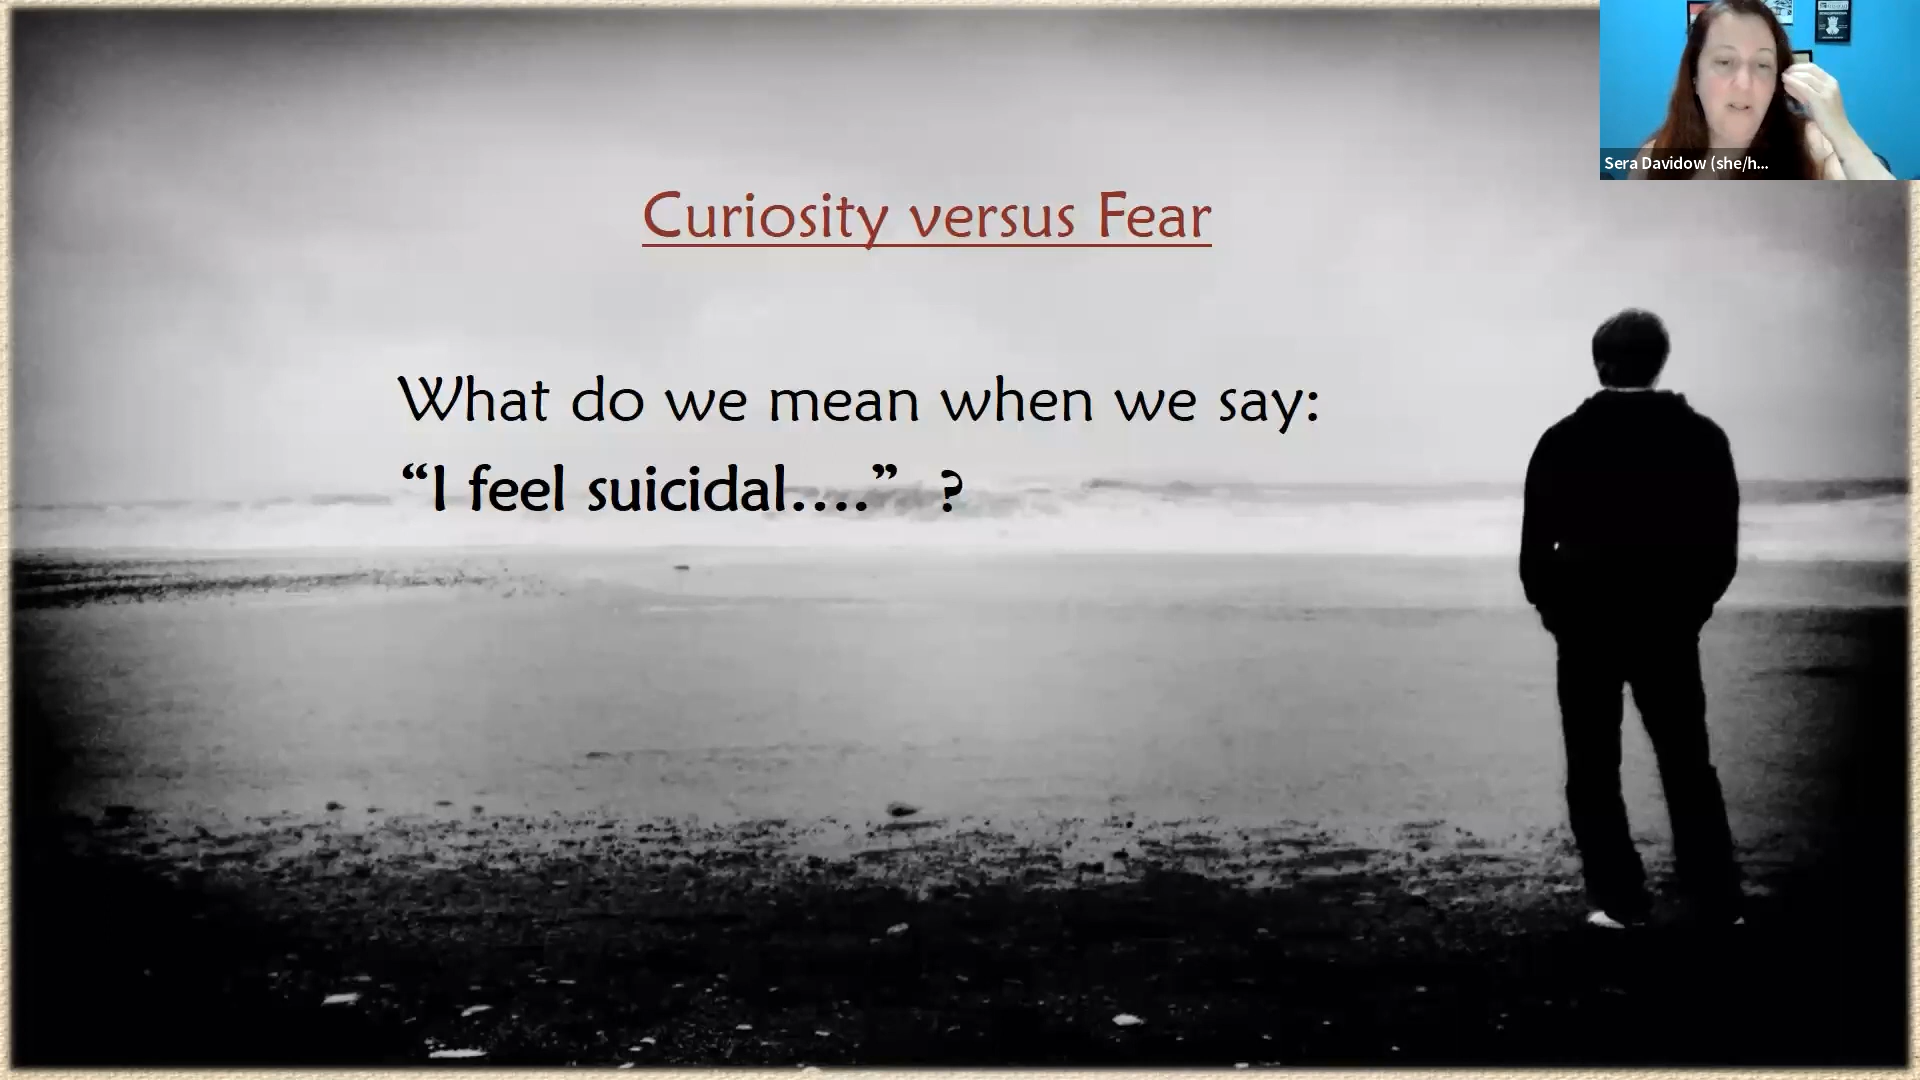 Curiosity versus Fear
What do we mean when we say:
“I feel suicidal....” ?
Sera Davidow (she/h...